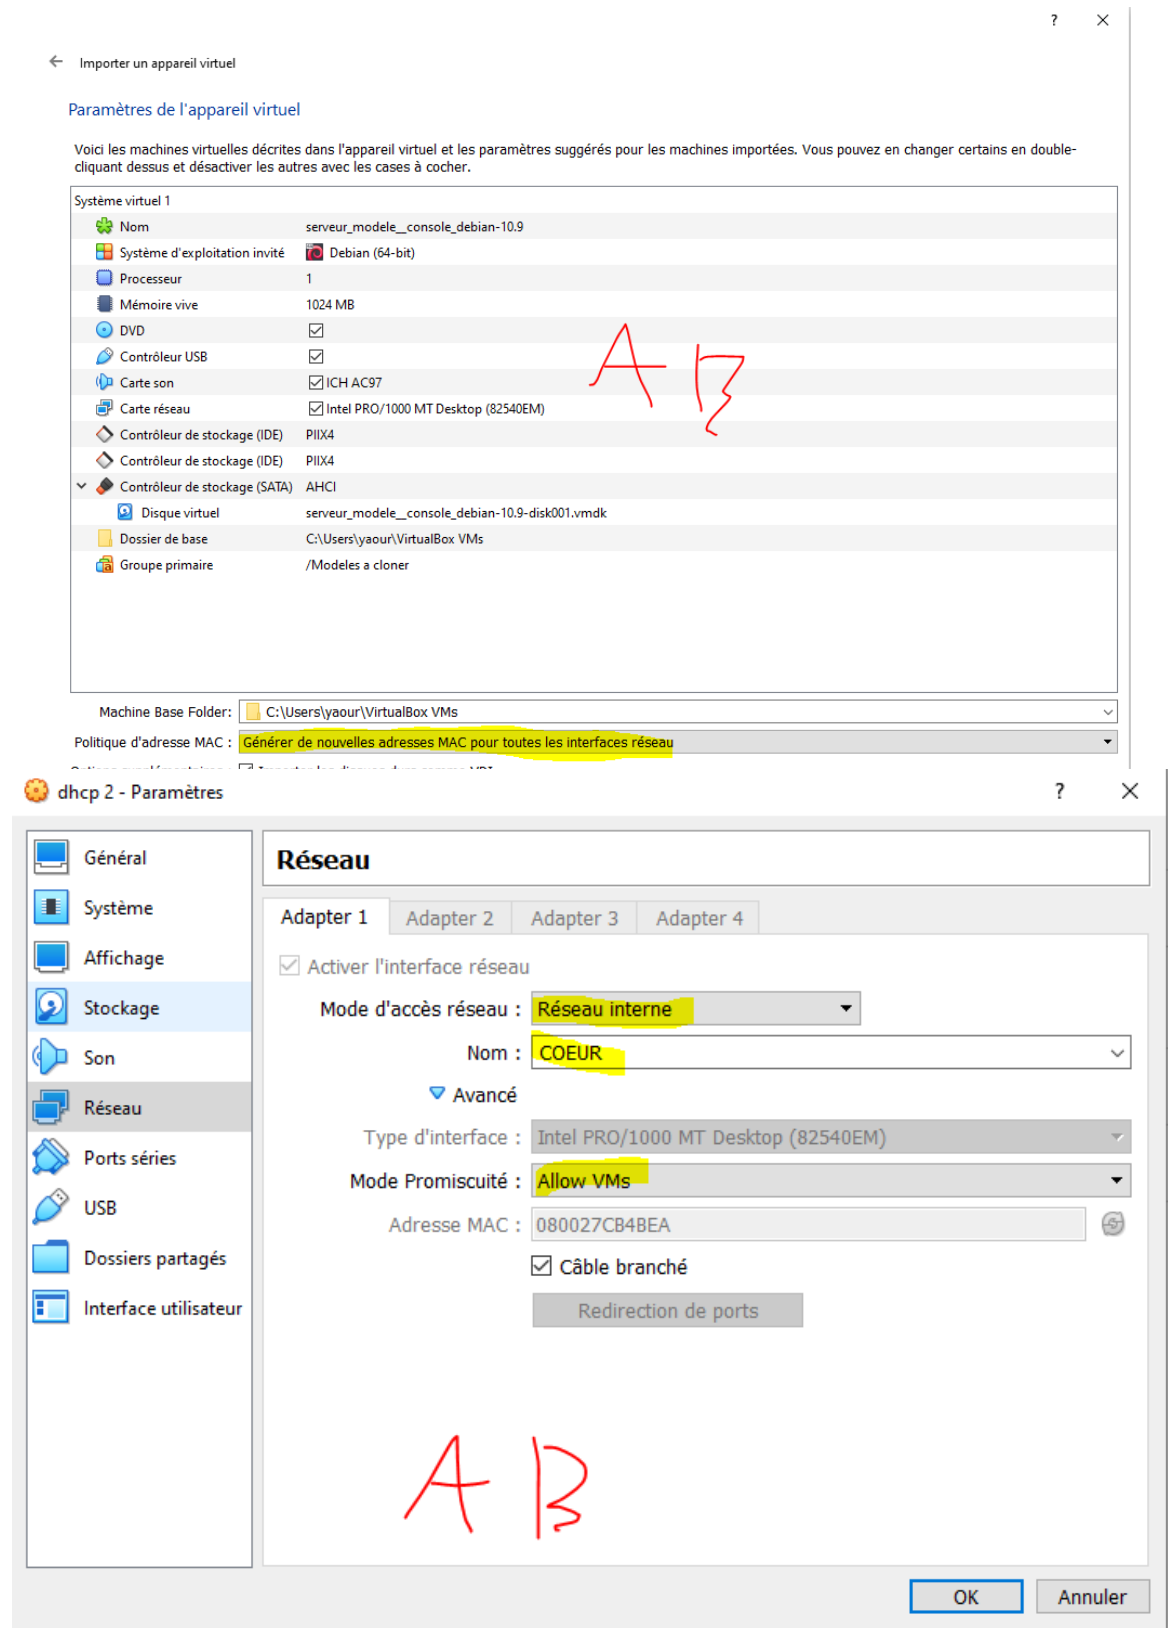 ?
Importer un appareil virtuel
Paramètres de l'appareil virtuel
Voici les machines virtuelles décrites dans l'appareil virtuel et les paramètres suggérés pour les machines importées. Vous pouvez en changer certains en double-
cliquant dessus et désactiver les autres avec les cases à cocher.
Système virtuel 1
Nom serveur_modele__console_debian-10.9
Système d'exploitation invité Debian (64-bit)
Processeur 1
Mémoire vive 1024 MB
DVD
Contrôleur USB
Carte son ICH AC97
Carte réseau Intel PRO/1000 MT Desktop (82540EM)
A B
Contrôleur de stockage (IDE) PIIX4
Contrôleur de stockage (IDE) PIIX4
Contrôleur de stockage (SATA) AHCI
Disque virtuel serveur_modele__console_debian-10.9-disk001.vmdk
Dossier de base C:\Users\yaour\VirtualBox VMs
Groupe primaire /Modeles a cloner
Machine Base Folder: C:\Users\yaour\VirtualBox VMs
Politique d'adresse MAC : Générer de nouvelles adresses MAC pour toutes les interfaces réseau
dhcp 2 - Paramètres ?
Général
Système
Affichage
Stockage
Son
Réseau
Ports séries
USB
Dossiers partagés
Interface utilisateur
Réseau
Adapter 1 Adapter 2 Adapter 3 Adapter 4
Activer l'interface réseau
Mode d'accès réseau : Réseau interne
Nom : COEUR
Avancé
Type d'interface : Intel PRO/1000 MT Desktop (82540EM)
Mode Promiscuité : Allow VMs
Adresse MAC : 080027CB4BEA
Câble branché
Redirection de ports
A B
OK Annuler